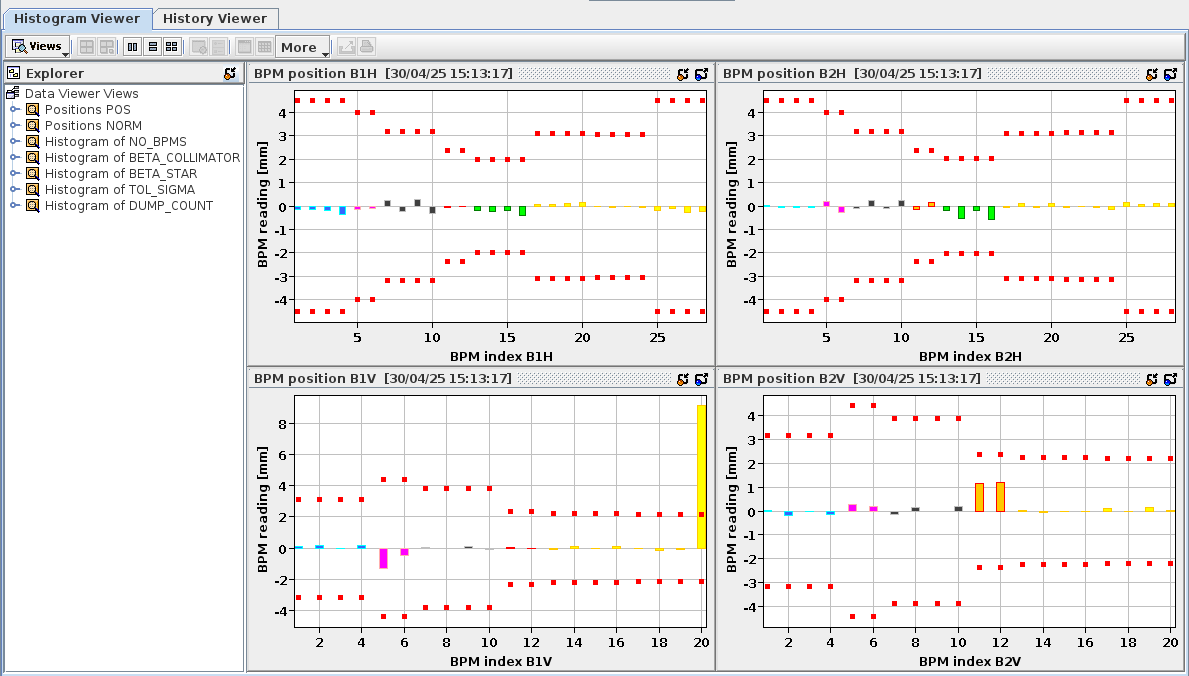 Histogram Viewer
History Viewer
Views
More
Explorer
Data Viewer Views
Positions POS
Positions NORM
Histogram of NO_BPMS
Histogram of BETA_COLLIMATOR
Histogram of BETA_STAR
Histogram of TOL_SIGMA
Histogram of DUMP_COUNT
BPM position B1H [30/04/25 15:13:17]
BPM reading [mm]
4
3
2
1
0
-1
-2
-3
-4
5 10 15 20 25
BPM index B1H
BPM position B2H [30/04/25 15:13:17]
BPM reading [mm]
4
3
2
1
0
-1
-2
-3
-4
5 10 15 20 25
BPM index B2H
BPM position B1V [30/04/25 15:13:17]
BPM reading [mm]
8
6
4
2
0
-2
-4
2 4 6 8 10 12 14 16 18 20
BPM index B1V
BPM position B2V [30/04/25 15:13:17]
BPM reading [mm]
4
3
2
1
0
-1
-2
-3
-4
2 4 6 8 10 12 14 16 18 20
BPM index B2V